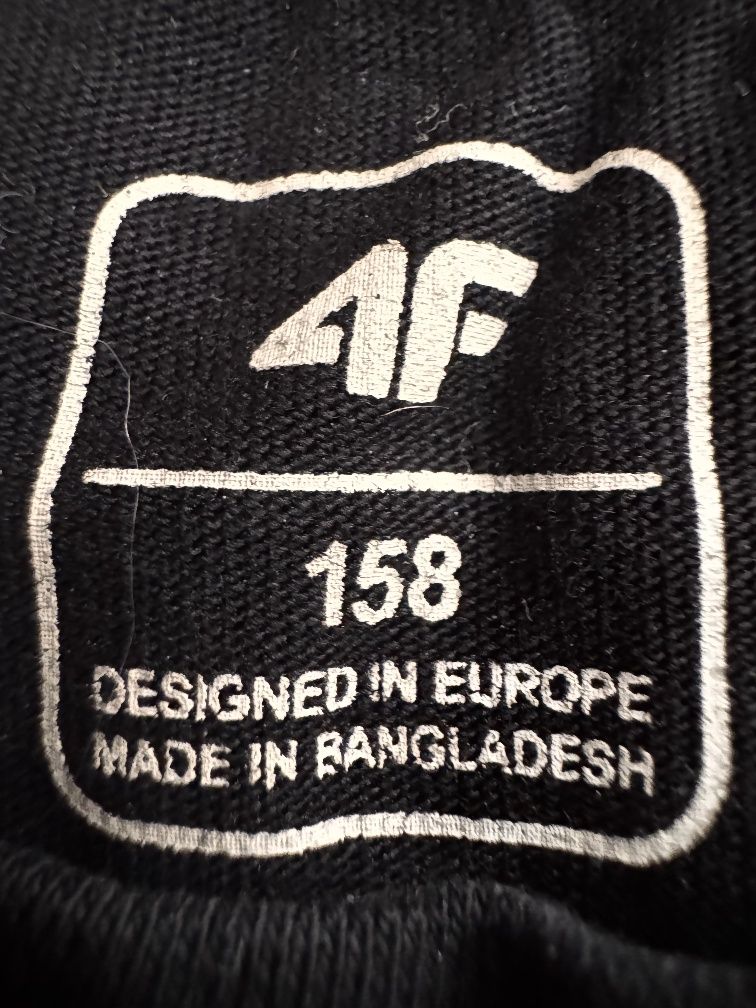 4F
158
DESIGNED IN EUROPE
MADE IN BANGLADESH